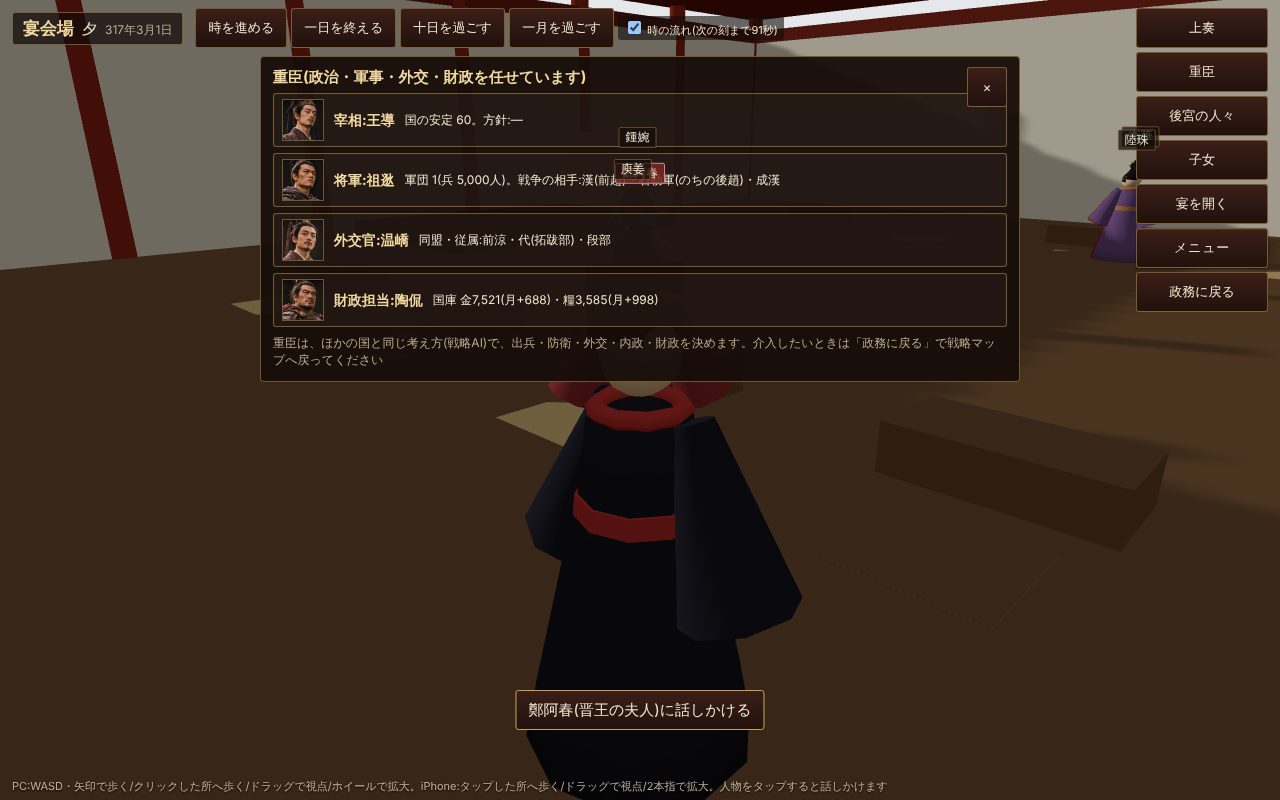 宴会場 夕 317年3月1日
時を進める
一日を終える
十日を過ごす
一月を過ごす
時の流れ(次の刻まで91秒)
上奏
重臣
後宮の人々
子女
宴を開く
メニュー
政務に戻る
重臣(政治・軍事・外交・財政を任せています)
×
宰相:王導 国の安定 60。方針:—
鍾婉
陸珠
庾姜
春
将軍:祖逖 軍団 1(兵 5,000人)。戦争の相手:漢(前趙)・石勒軍(のちの後趙)・成漢
外交官:温嶠 同盟・従属:前涼・代(拓跋部)・段部
財政担当:陶侃 国庫 金7,521(月+688)・糧3,585(月+998)
重臣は、ほかの国と同じ考え方(戦略AI)で、出兵・防衛・外交・内政・財政を決めます。介入したいときは「政務に戻る」で戦略マッ
プへ戻ってください
鄭阿春(晋王の夫人)に話しかける
PC:WASD・矢印で歩く/クリックした所へ歩く/ドラッグで視点/ホイールで拡大。iPhone:タップした所へ歩く/ドラッグで視点/2本指で拡大。人物をタップすると話しかけます